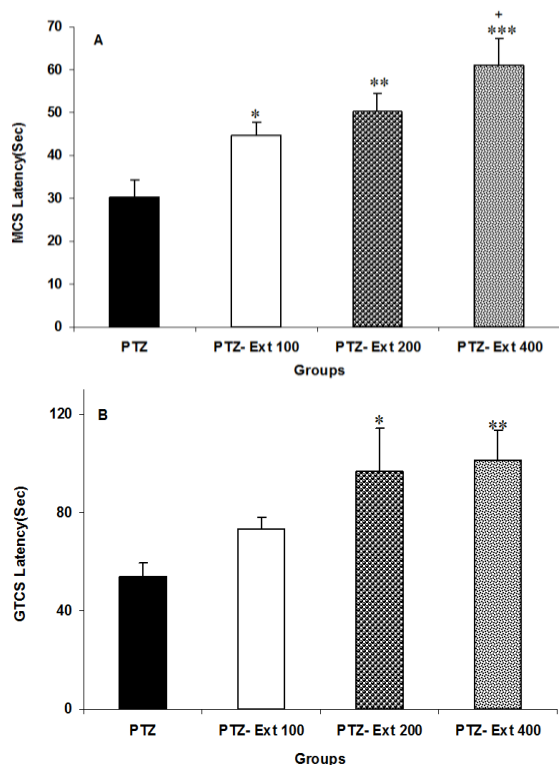 A
MCS Latency(Sec)
70
60
50
40
30
20
10
0
*
**
+
***
PTZ PTZ- Ext 100 PTZ- Ext 200 PTZ- Ext 400
Groups
B
GTCS Latency(Sec)
120
80
40
0
*
**
PTZ PTZ- Ext 100 PTZ- Ext 200 PTZ- Ext 400
Groups